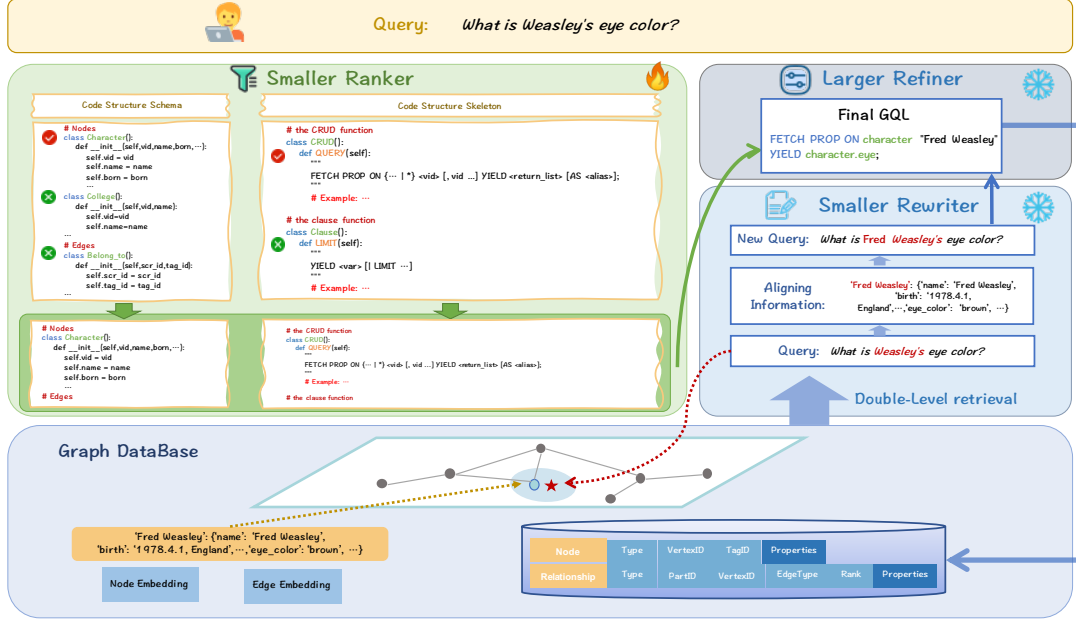 Query: What is Weasley's eye color?
Smaller Ranker
Code Structure Schema
# Nodes
class Character():
def __init__(self,vid,name,born,…):
self.vid = vid
self.name = name
self.born = born
…
class College():
def __init__(self,vid,name):
self.vid=vid
self.name=name
…
# Edges
class Belong_to():
def __init__(self,scr_id,tag_id):
self.scr_id = scr_id
self.tag_id = tag_id
…
Code Structure Skeleton
# the CRUD function
class CRUD():
def QUERY(self):
"""
FETCH PROP ON {… | *} <vid> [, vid ...] YIELD <return_list> [AS <alias>];
"""
# Example: …
# the clause function
class Clause():
def LIMIT(self):
"""
YIELD <var> [| LIMIT …]
"""
# Example: …
# Nodes
class Character():
def __init__(self,vid,name,born,…):
self.vid = vid
self.name = name
self.born = born
…
# Edges
# the CRUD function
class CRUD():
def QUERY(self):
"""
FETCH PROP ON {… | *} <vid> [, vid ...] YIELD <return_list> [AS <alias>];
"""
# Example: …
# the clause function
Larger Refiner
Final GQL
FETCH PROP ON character "Fred Weasley"
YIELD character.eye;
Smaller Rewriter
New Query: What is Fred Weasley's eye color?
Aligning
Information:
'Fred Weasley': {'name': 'Fred Weasley',
'birth': '1978.4.1,
England',…,'eye_color': 'brown', …}
Query: What is Weasley's eye color?
Double-Level retrieval
Graph DataBase
'Fred Weasley': {'name': 'Fred Weasley',
'birth': '1978.4.1, England',…,'eye_color': 'brown', …}
Node Embedding
Edge Embedding
Node Type VertexID TagID Properties
Relationship Type PartID VertexID EdgeType Rank Properties